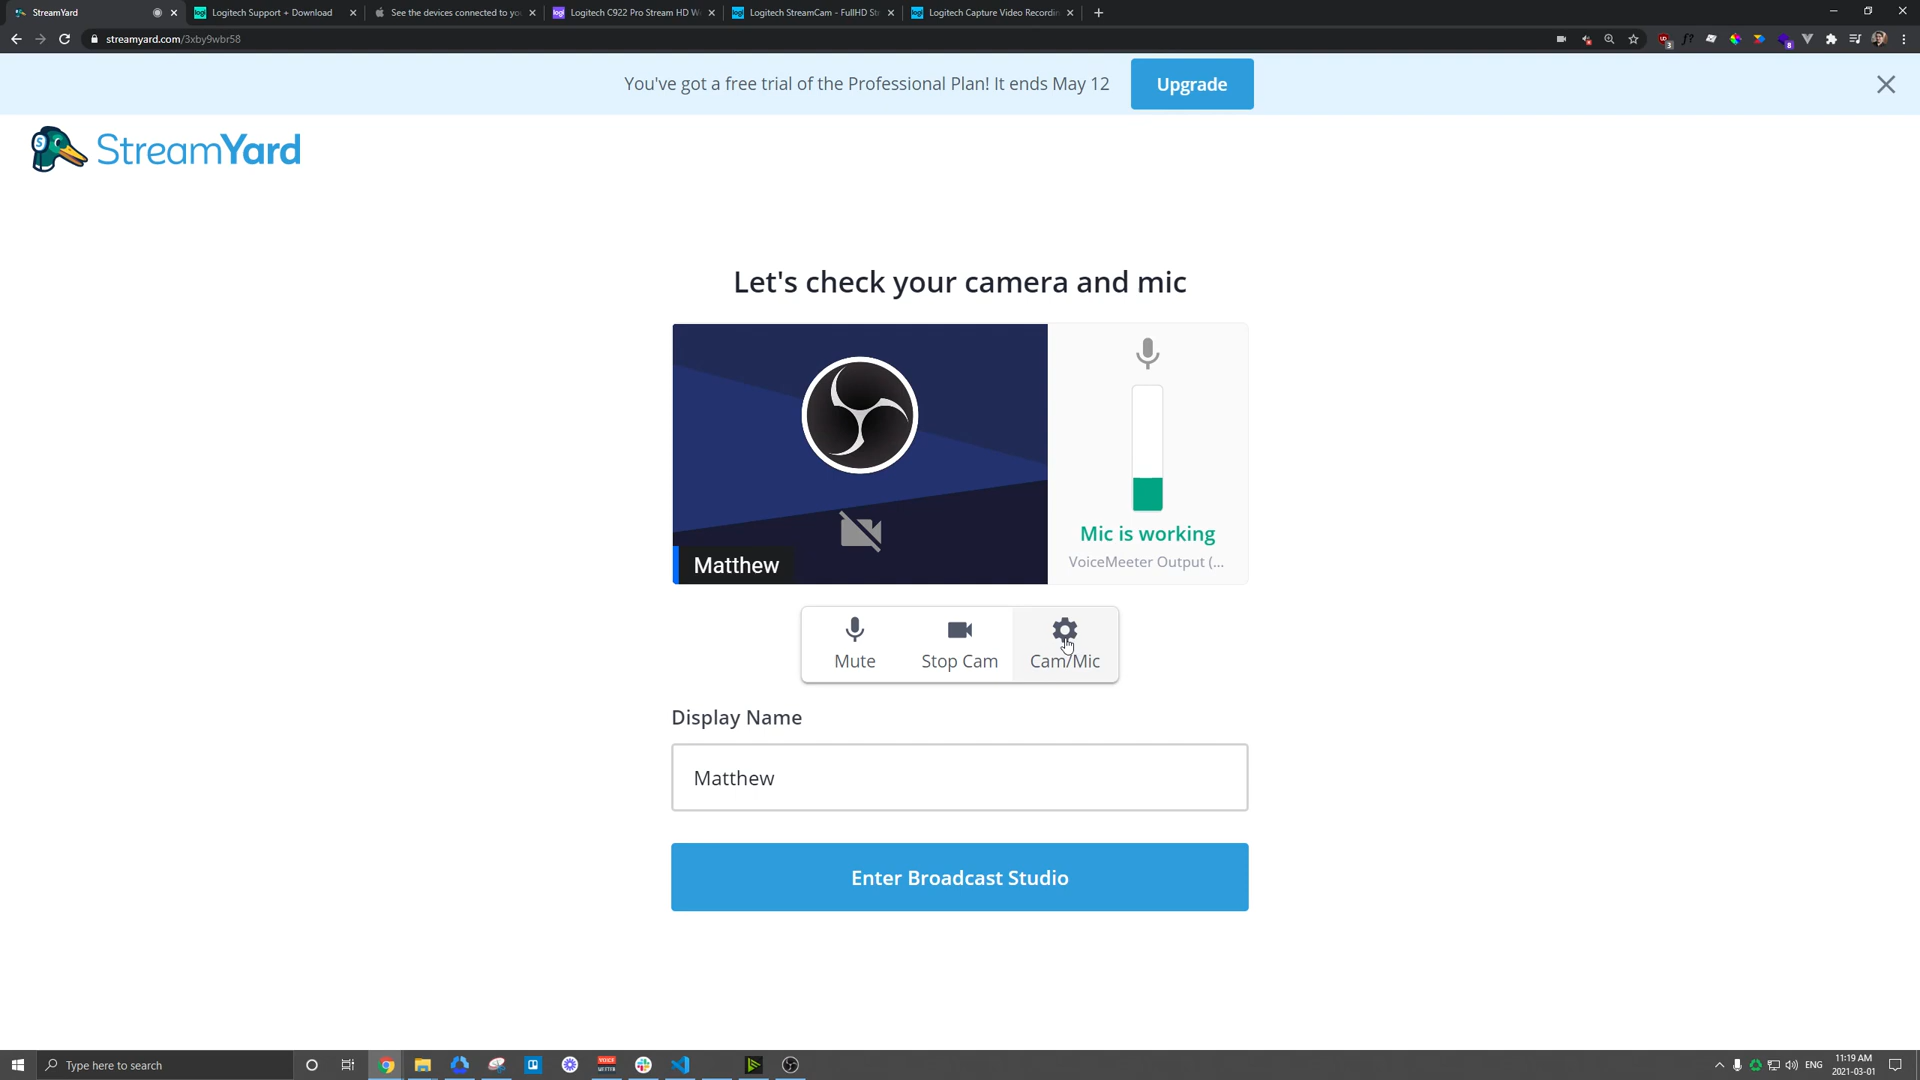 StreamYard
Logitech Support + Download
See the devices connected to yo
Logitech C922 Pro Stream HD W
Logitech StreamCam - FullHD St
Logitech Capture Video Recordin
streamyard.com/3xby9wbr58
You've got a free trial of the Professional Plan! It ends May 12
Upgrade
StreamYard
Let's check your camera and mic
Matthew
Mic is working
VoiceMeeter Output (...
Mute
Stop Cam
Cam/Mic
Display Name
Matthew
Enter Broadcast Studio
Type here to search
ENG
11:19 AM
2021-03-01